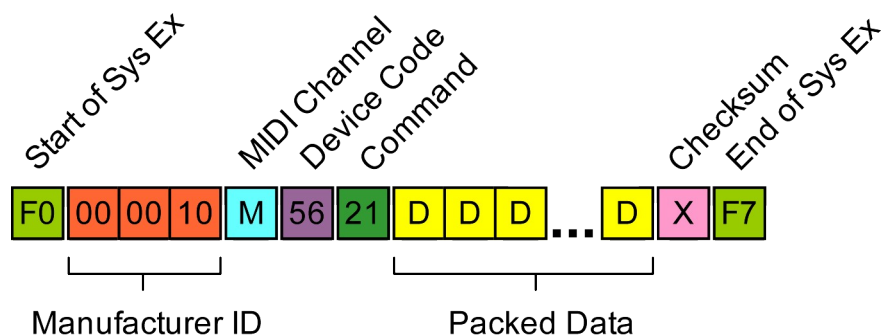 Start of Sys Ex
MIDI Channel
Device Code
Command
Checksum
End of Sys Ex
F0 00 00 10 M 56 21 D D D ... D X F7
Manufacturer ID
Packed Data